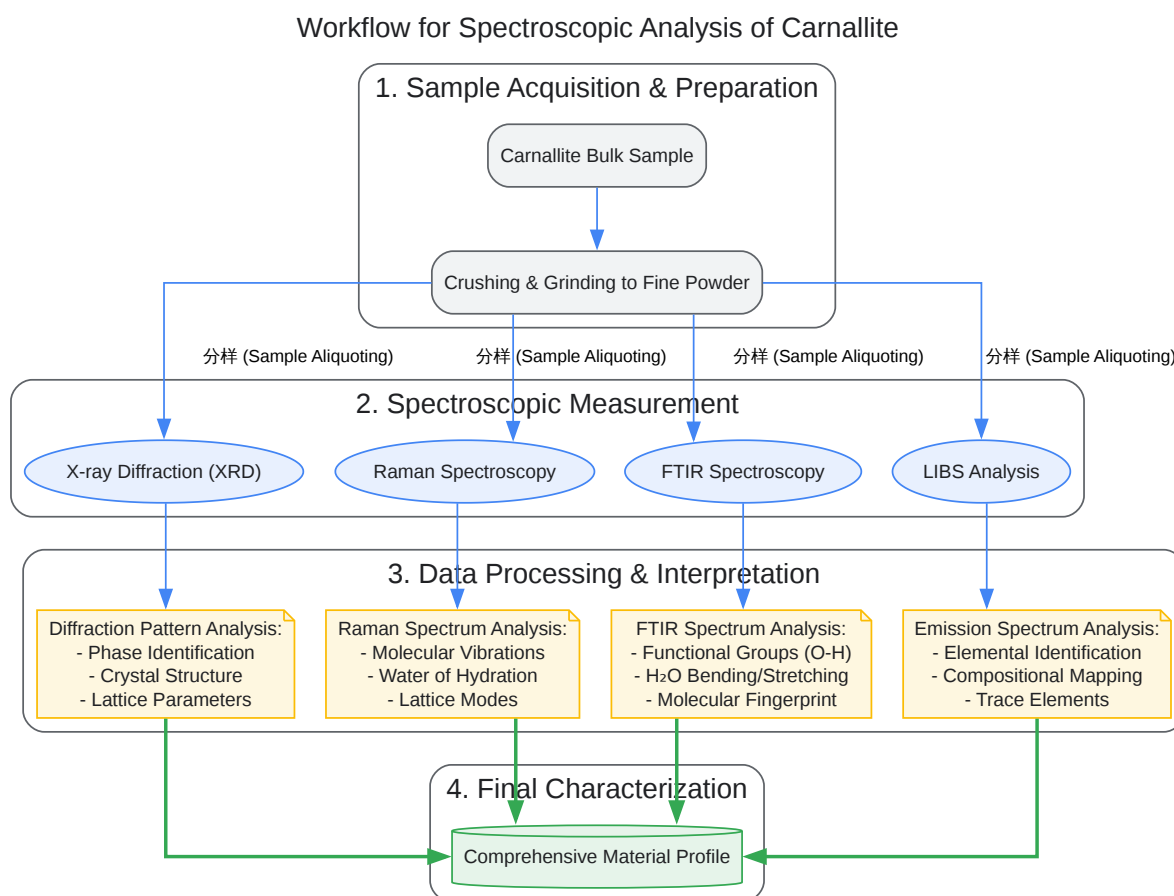 Workflow for Spectroscopic Analysis of Carnallite
1. Sample Acquisition & Preparation
Carnallite Bulk Sample
Crushing & Grinding to Fine Powder
分样 (Sample Aliquoting)
分样 (Sample Aliquoting)
分样 (Sample Aliquoting)
分样 (Sample Aliquoting)
2. Spectroscopic Measurement
X-ray Diffraction (XRD)
Raman Spectroscopy
FTIR Spectroscopy
LIBS Analysis
3. Data Processing & Interpretation
Diffraction Pattern Analysis:
- Phase Identification
- Crystal Structure
- Lattice Parameters
Raman Spectrum Analysis:
- Molecular Vibrations
- Water of Hydration
- Lattice Modes
FTIR Spectrum Analysis:
- Functional Groups (O-H)
- H₂O Bending/Stretching
- Molecular Fingerprint
Emission Spectrum Analysis:
- Elemental Identification
- Compositional Mapping
- Trace Elements
4. Final Characterization
Comprehensive Material Profile